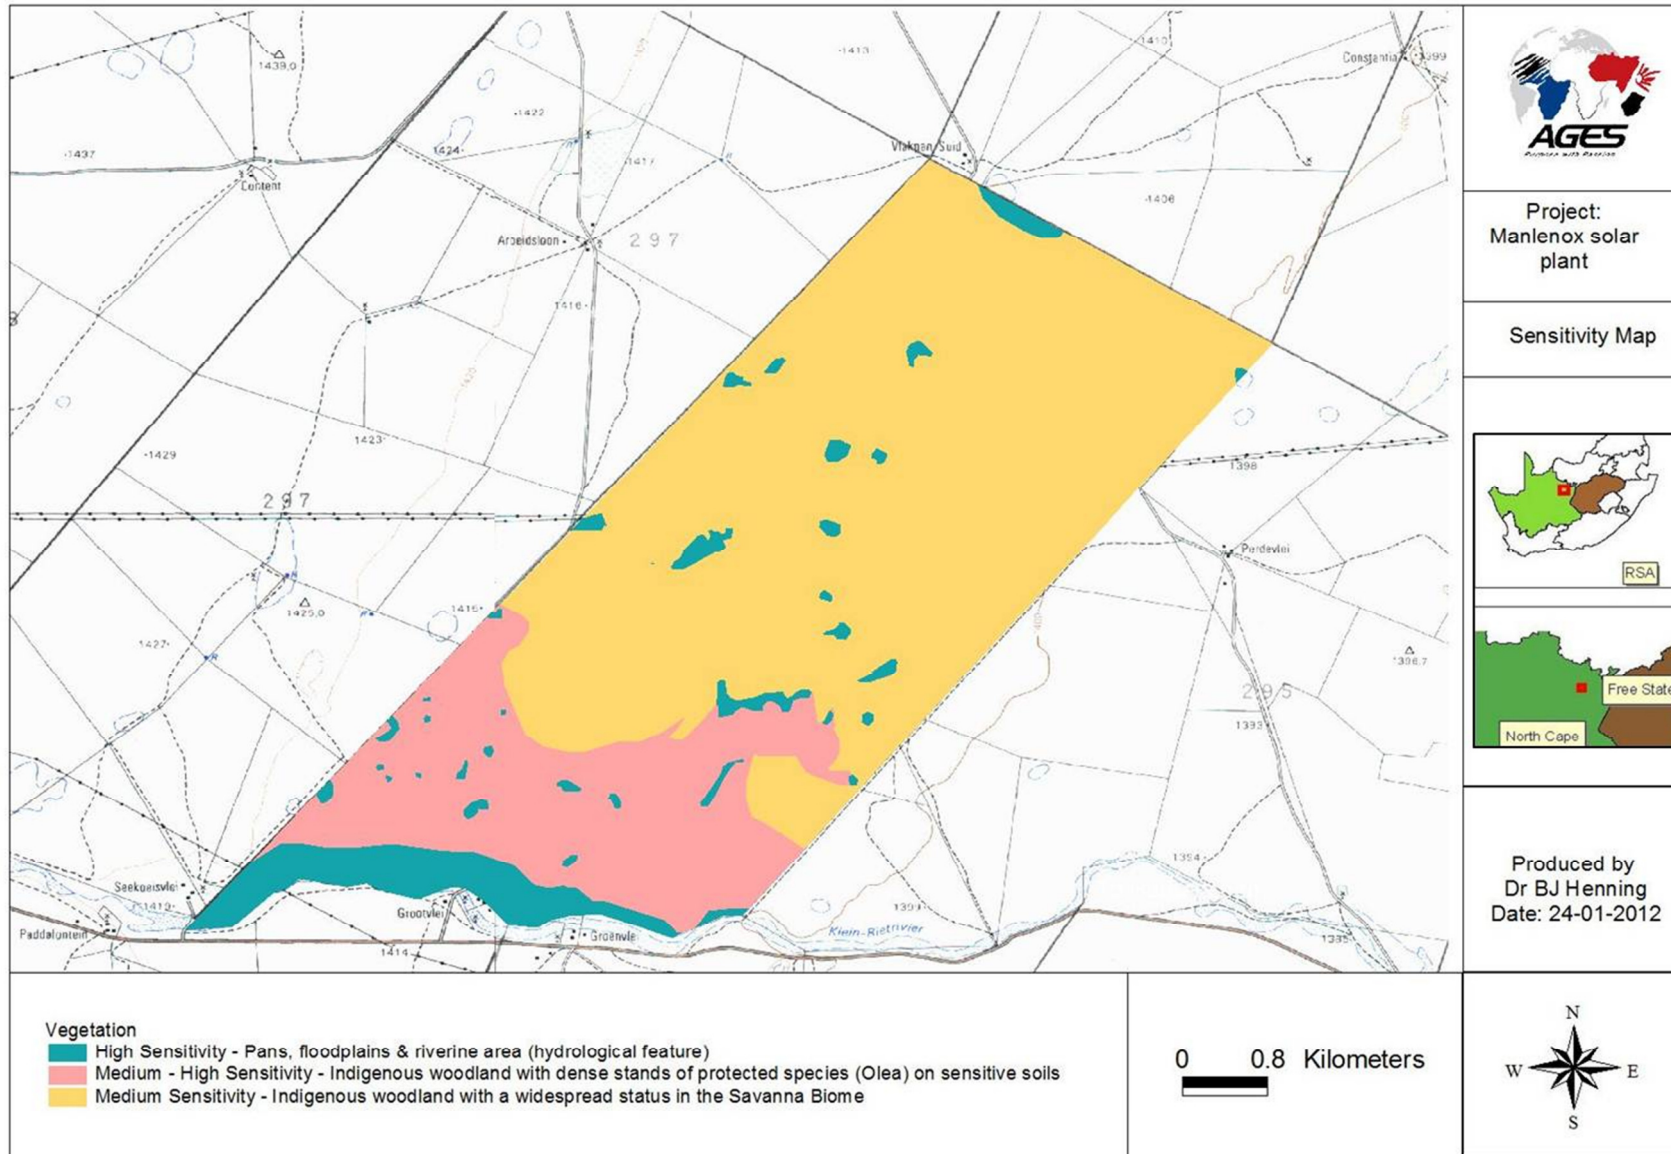 1439,0
1413
1410
Constantia
1399
1422
1424
1437
1417
Vlakpan-Suid
Content
1406
Arbeidsloon
297
1416
1420
1423
1429
1398
297
Perdevlei
1416
1425,0
1427
1396.7
295
1393
1394
Seekoeisvlei
1419
Grootvlei
1399
Klein-Rietrivier
Paddafontein
Groenvle
1414
1385
AGES
Project:
Manlenox solar
plant
Sensitivity Map
RSA
Free State
North Cape
Produced by
Dr BJ Henning
Date: 24-01-2012
Vegetation
High Sensitivity - Pans, floodplains & riverine area (hydrological feature)
Medium - High Sensitivity - Indigenous woodland with dense stands of protected species (Olea) on sensitive soils
Medium Sensitivity - Indigenous woodland with a widespread status in the Savanna Biome
0 0.8 Kilometers
N
W E
S